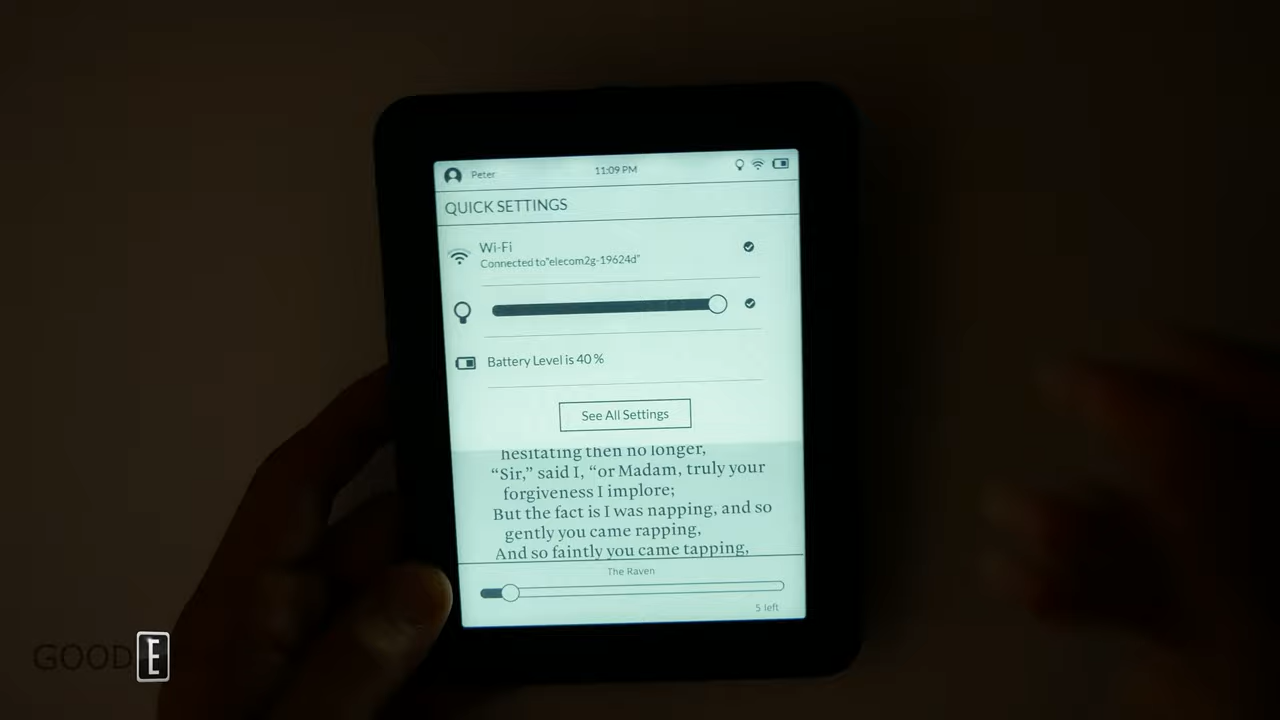 Peter 11:09 PM
QUICK SETTINGS
Wi-Fi
Connected to"elecom2g-19624d"
Battery Level is 40 %
See All Settings
hesitating then no longer,
“Sir,” said I, “or Madam, truly your
forgiveness I implore;
But the fact is I was napping, and so
gently you came rapping,
And so faintly you came tapping,
The Raven
5 left
GOOD E